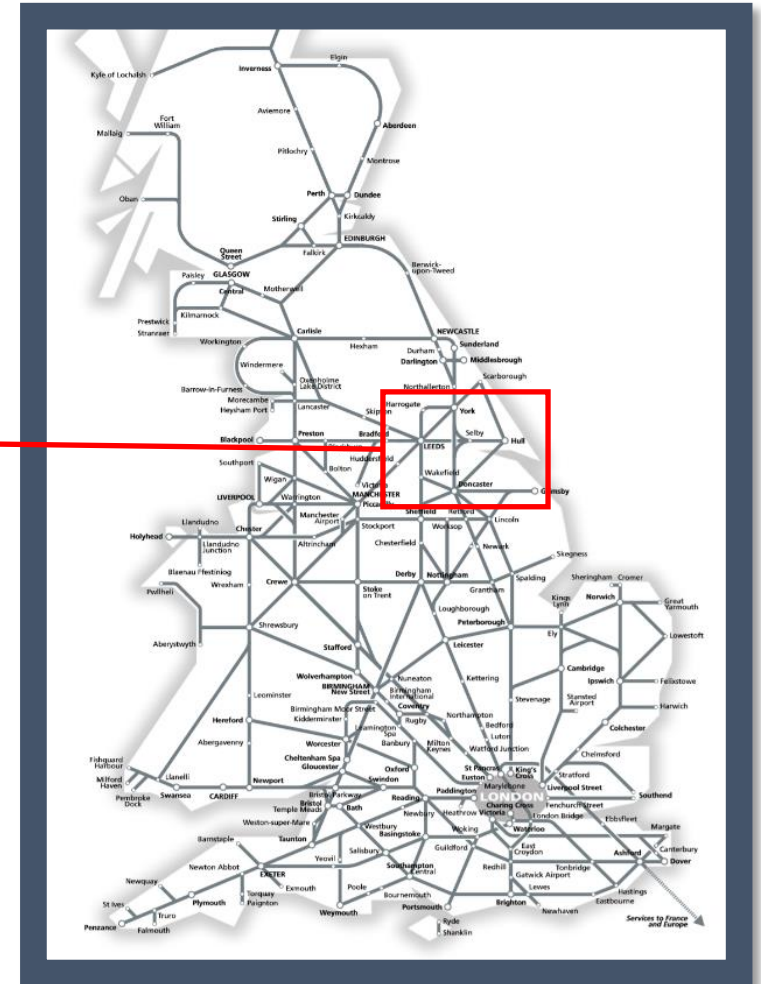 Elgin
Inverness
Kyle of Lochalsh
Aviemore
Fort
William
Mallaig
Aberdeen
Pitlochry
Montrose
Perth
Dundee
Oban
Kirkcaldy
Stirling
EDINBURGH
Queen
Street
Falkirk
Berwick-
upon-Tweed
Paisley
GLASGOW
Central
Motherwell
Kilmarnock
Prestwick
Stranraer
Carlisle
NEWCASTLE
Workington
Hexham
Sunderland
Durham
Darlington
Middlesbrough
Windermere
Scarborough
Oxenholme
Lake District
Northallerton
Barrow-in-Furness
Morecambe
Heysham Port
Lancaster
Harrogate
York
Skipton
Blackpool
Preston
Bradford
Selby
Hull
LEEDS
Southport
Huddersfield
Bolton
Wakefield
Wigan
Victoria
Doncaster
MANCHESTER
Piccadilly
Grimsby
LIVERPOOL
Warrington
Sheffield
Retford
Manchester
Airport
Lincoln
Llandudno
Chester
Stockport
Worksop
Holyhead
Llandudno
Junction
Altrincham
Chesterfield
Newark
Skegness
Blaenau Ffestiniog
Derby
Nottingham
Spalding
Sheringham
Cromer
Pwllheli
Wrexham
Crewe
Stoke
on Trent
Grantham
Kings
Lynn
Norwich
Great
Yarmouth
Loughborough
Shrewsbury
Peterborough
Ely
Lowestoft
Aberystwyth
Stafford
Leicester
Wolverhampton
Cambridge
BIRMINGHAM
New Street
Nuneaton
Kettering
Ipswich
Felixstowe
Birmingham
International
Leominster
Stevenage
Stansted
Airport
Birmingham Moor Street
Coventry
Harwich
Hereford
Kidderminster
Rugby
Northampton
Leamington
Spa
Bedford
Colchester
Abergavenny
Worcester
Banbury
Milton
Keynes
Luton
Watford Junction
Chelmsford
Cheltenham Spa
Gloucester
Oxford
St Pancras
King's
Cross
Fishguard
Harbour
Euston
Stratford
Milford
Haven
Llanelli
Newport
Swindon
Marylebone
Liverpool Street
Pembroke
Dock
Swansea
CARDIFF
Bristol Parkway
Reading
Paddington
LONDON
Southend
Bristol
Temple Meads
Bath
Charing Cross
Fenchurch Street
Newbury
Heathrow
Victoria
London Bridge
Ebbsfleet
Weston-super-Mare
Westbury
Basingstoke
Woking
Waterloo
Margate
Barnstaple
Taunton
East
Croydon
Canterbury
Salisbury
Guildford
Ashford
Dover
Newton Abbot
Yeovil
Southampton
Central
Redhill
Tonbridge
Gatwick Airport
EXETER
Newquay
Exmouth
Poole
Lewes
Hastings
Torquay
Paignton
Bournemouth
Eastbourne
St Ives
Plymouth
Weymouth
Portsmouth
Brighton
Newhaven
Truro
Ryde
Services to France
and Europe
Penzance
Falmouth
Shanklin